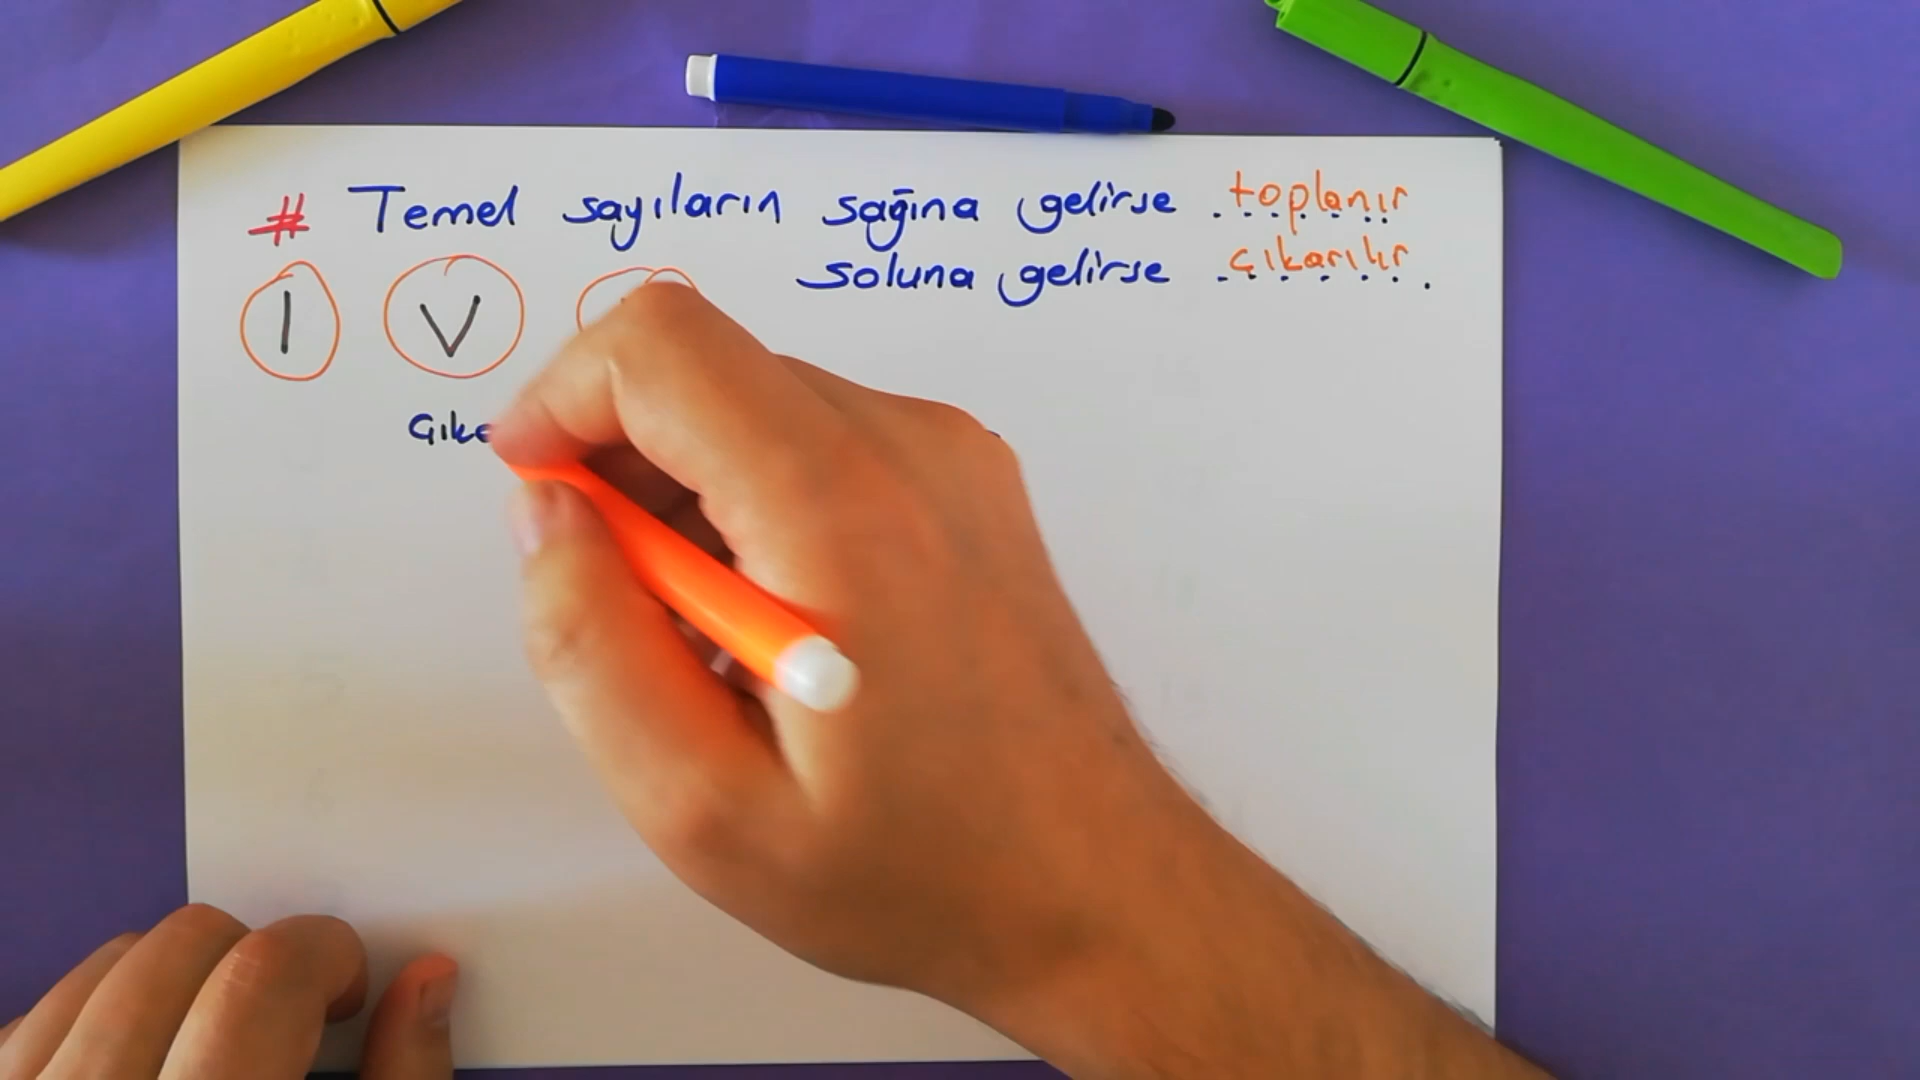 # Temel sayıların sağına gelirse toplanır
soluna gelirse çıkarılır.
I V